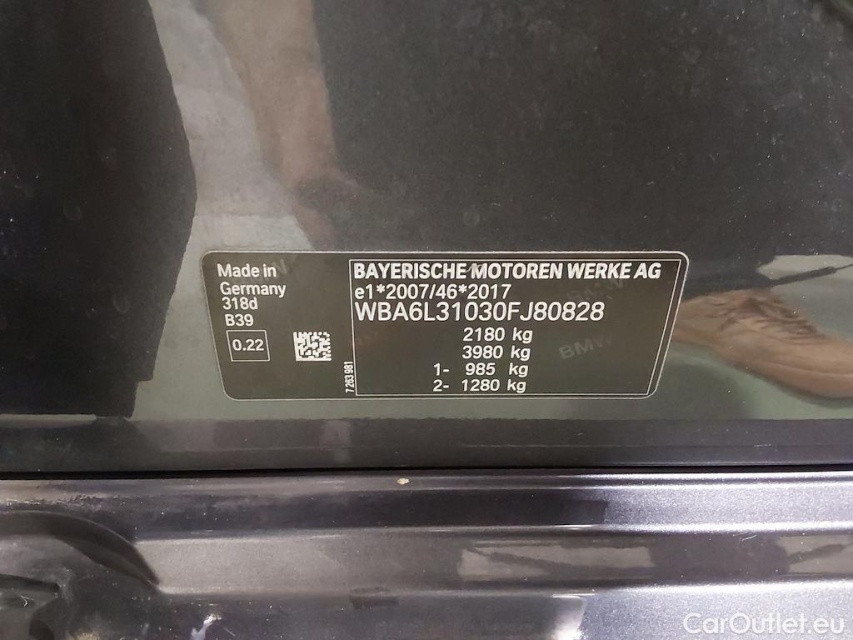 Made in
Germany
318d
B39
0.22
7 263 981
BAYERISCHE MOTOREN WERKE AG
e1*2007/46*2017
WBA6L31030FJ80828
2180 kg
3980 kg
1- 985 kg
2- 1280 kg
BMW
CarOutlet.eu